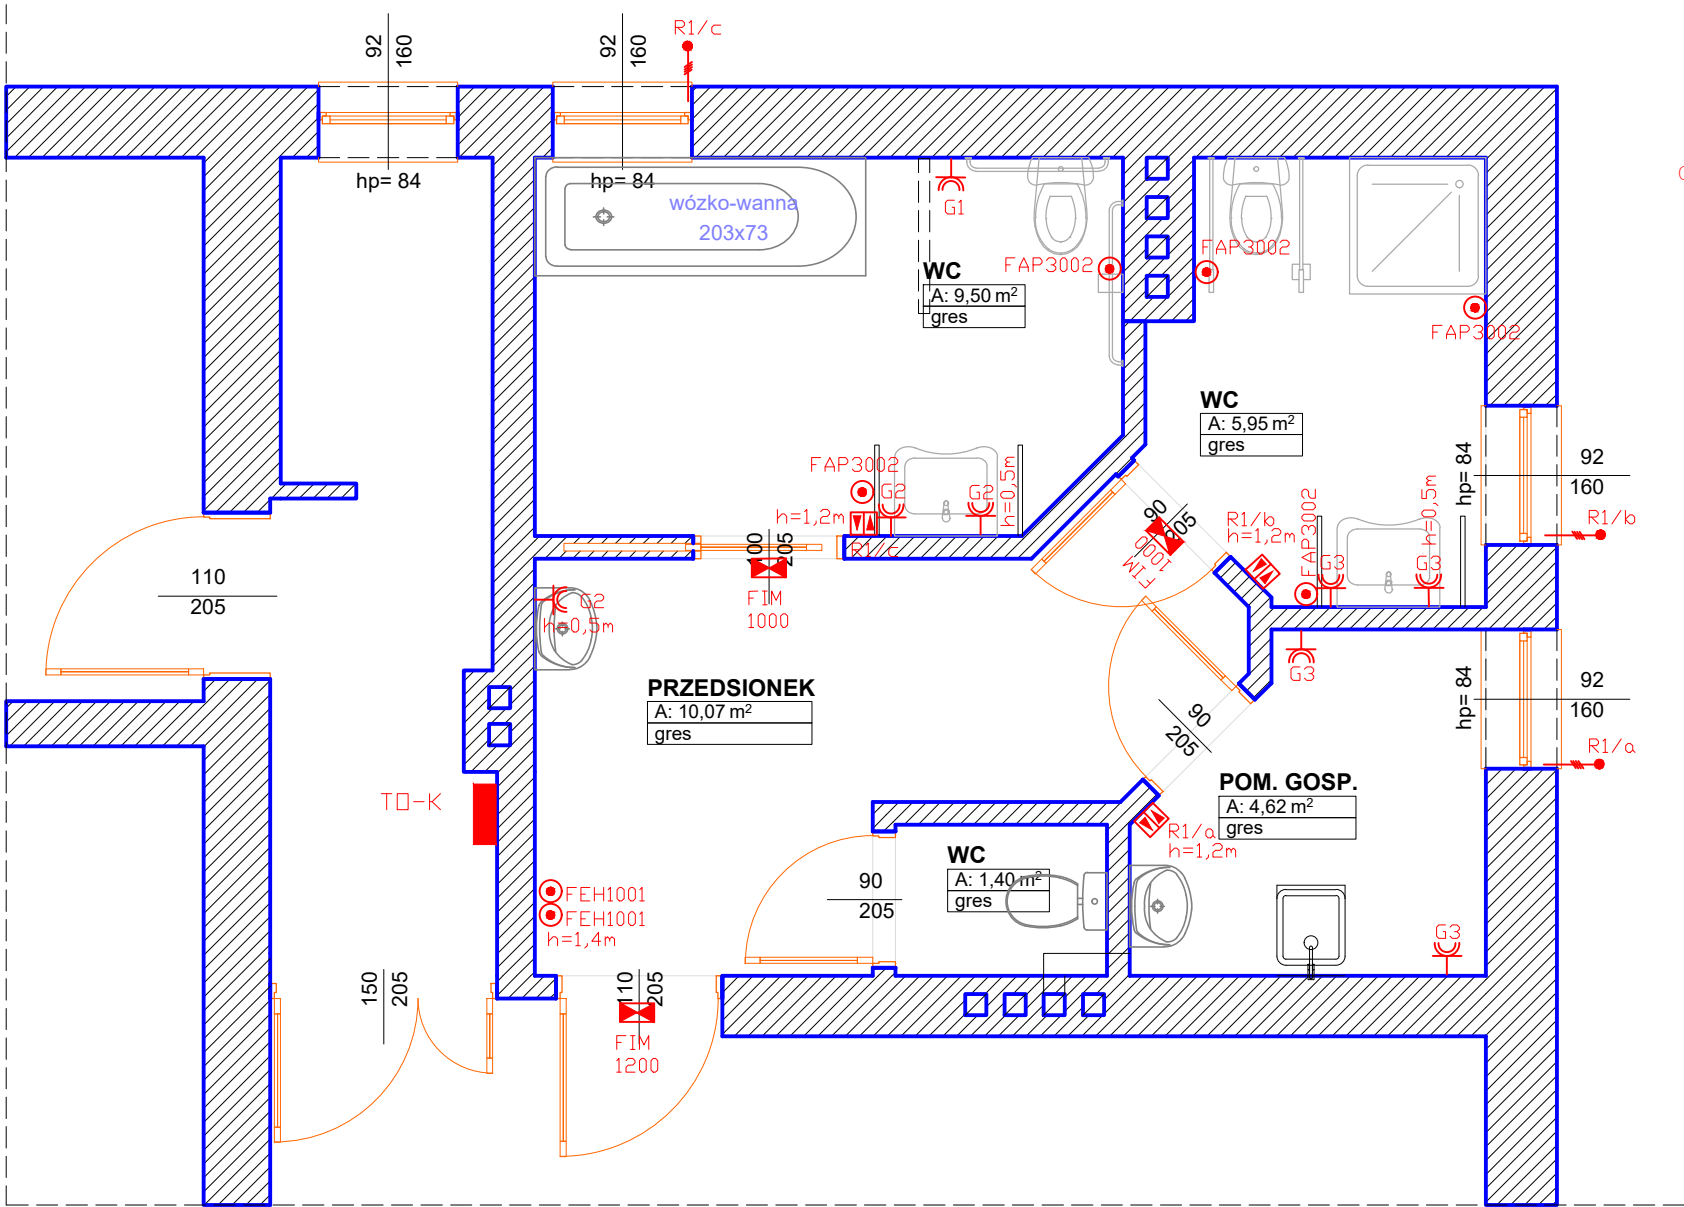 R1/c
92
160
92
160
hp= 84
hp= 84
wózko-wanna
203x73
G1
FAP3002
WC
A: 9,50 m²
gres
FAP3002
FAP3002
WC
A: 5,95 m²
gres
FAP3002
G2
G2
h=0,5m
h=1,2m
R1/c
100
205
FIM
1000
90
205
FIM
1000
R1/b
h=1,2m
FAP3002
G3
G3
h=0,5m
hp= 84
92
160
R1/b
110
205
G2
h=0,5m
G3
hp= 84
92
160
R1/a
PRZEDSIONEK
A: 10,07 m²
gres
90
205
POM. GOSP.
A: 4,62 m²
gres
TO-K
R1/a
h=1,2m
WC
A: 1,40 m²
gres
90
205
FEH1001
FEH1001
h=1,4m
G3
150
205
110
205
FIM
1200